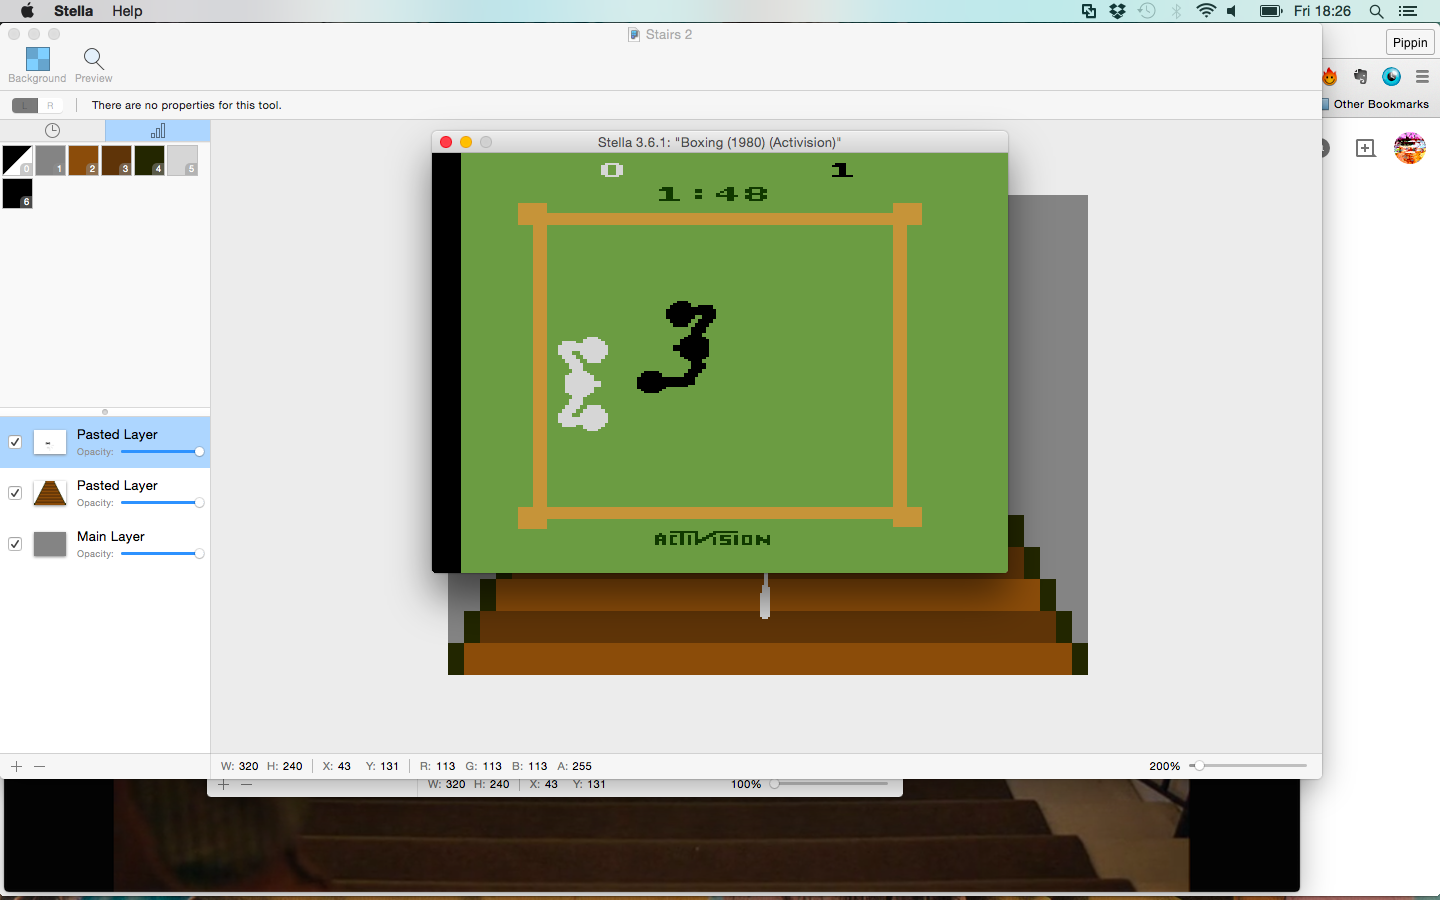 Stella Help Fri 18:26
Stairs 2
Pippin
Background Preview
L R There are no properties for this tool.
Other Bookmarks
Stella 3.6.1: "Boxing (1980) (Activision)"
0 1 2 3 4 5
6
0 1
1:48
ACTIVISION
Pasted Layer
Opacity:
Pasted Layer
Opacity:
Main Layer
Opacity:
W: 320 H: 240 X: 43 Y: 131 R: 113 G: 113 B: 113 A: 255 200%
W: 320 H: 240 X: 43 Y: 131 100%